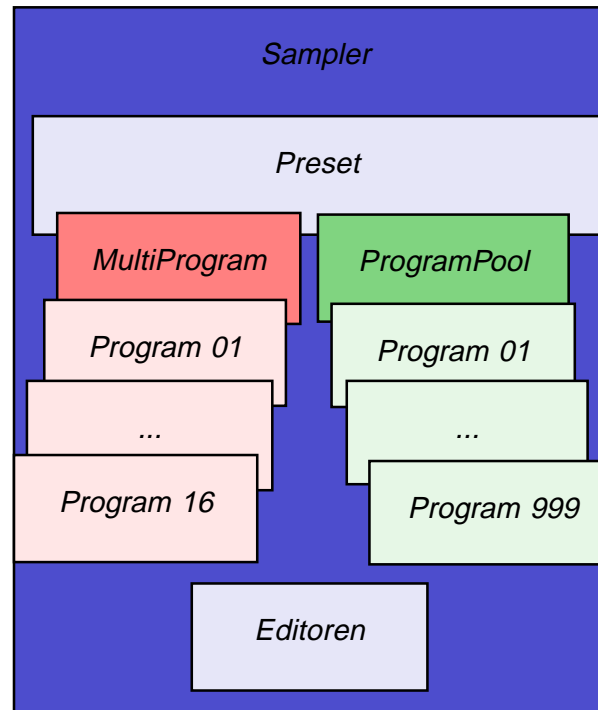 Sampler
Preset
MultiProgram
ProgramPool
Program 01
Program 01
...
...
Program 16
Program 999
Editoren